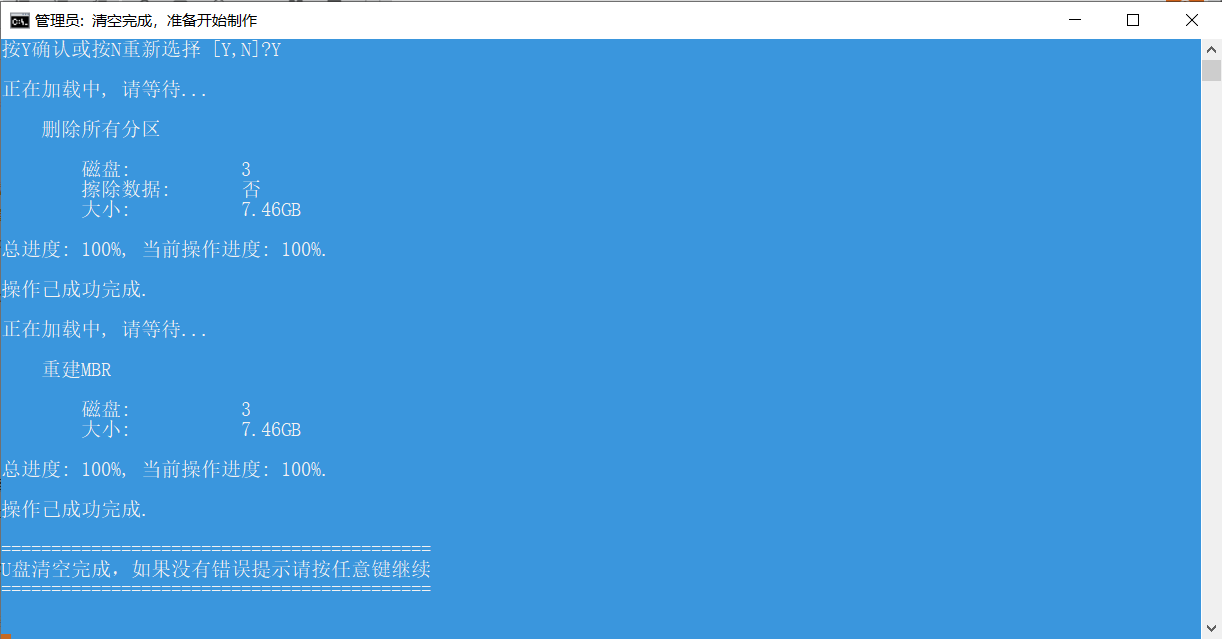 管理员: 清空完成，准备开始制作
按Y确认或按N重新选择 [Y,N]?Y
正在加载中, 请等待...
删除所有分区
磁盘: 3
擦除数据: 否
大小: 7.46GB
总进度: 100%, 当前操作进度: 100%.
操作己成功完成.
正在加载中, 请等待...
重建MBR
磁盘: 3
大小: 7.46GB
总进度: 100%, 当前操作进度: 100%.
操作己成功完成.
===========================================
U盘清空完成，如果没有错误提示请按任意键继续
===========================================